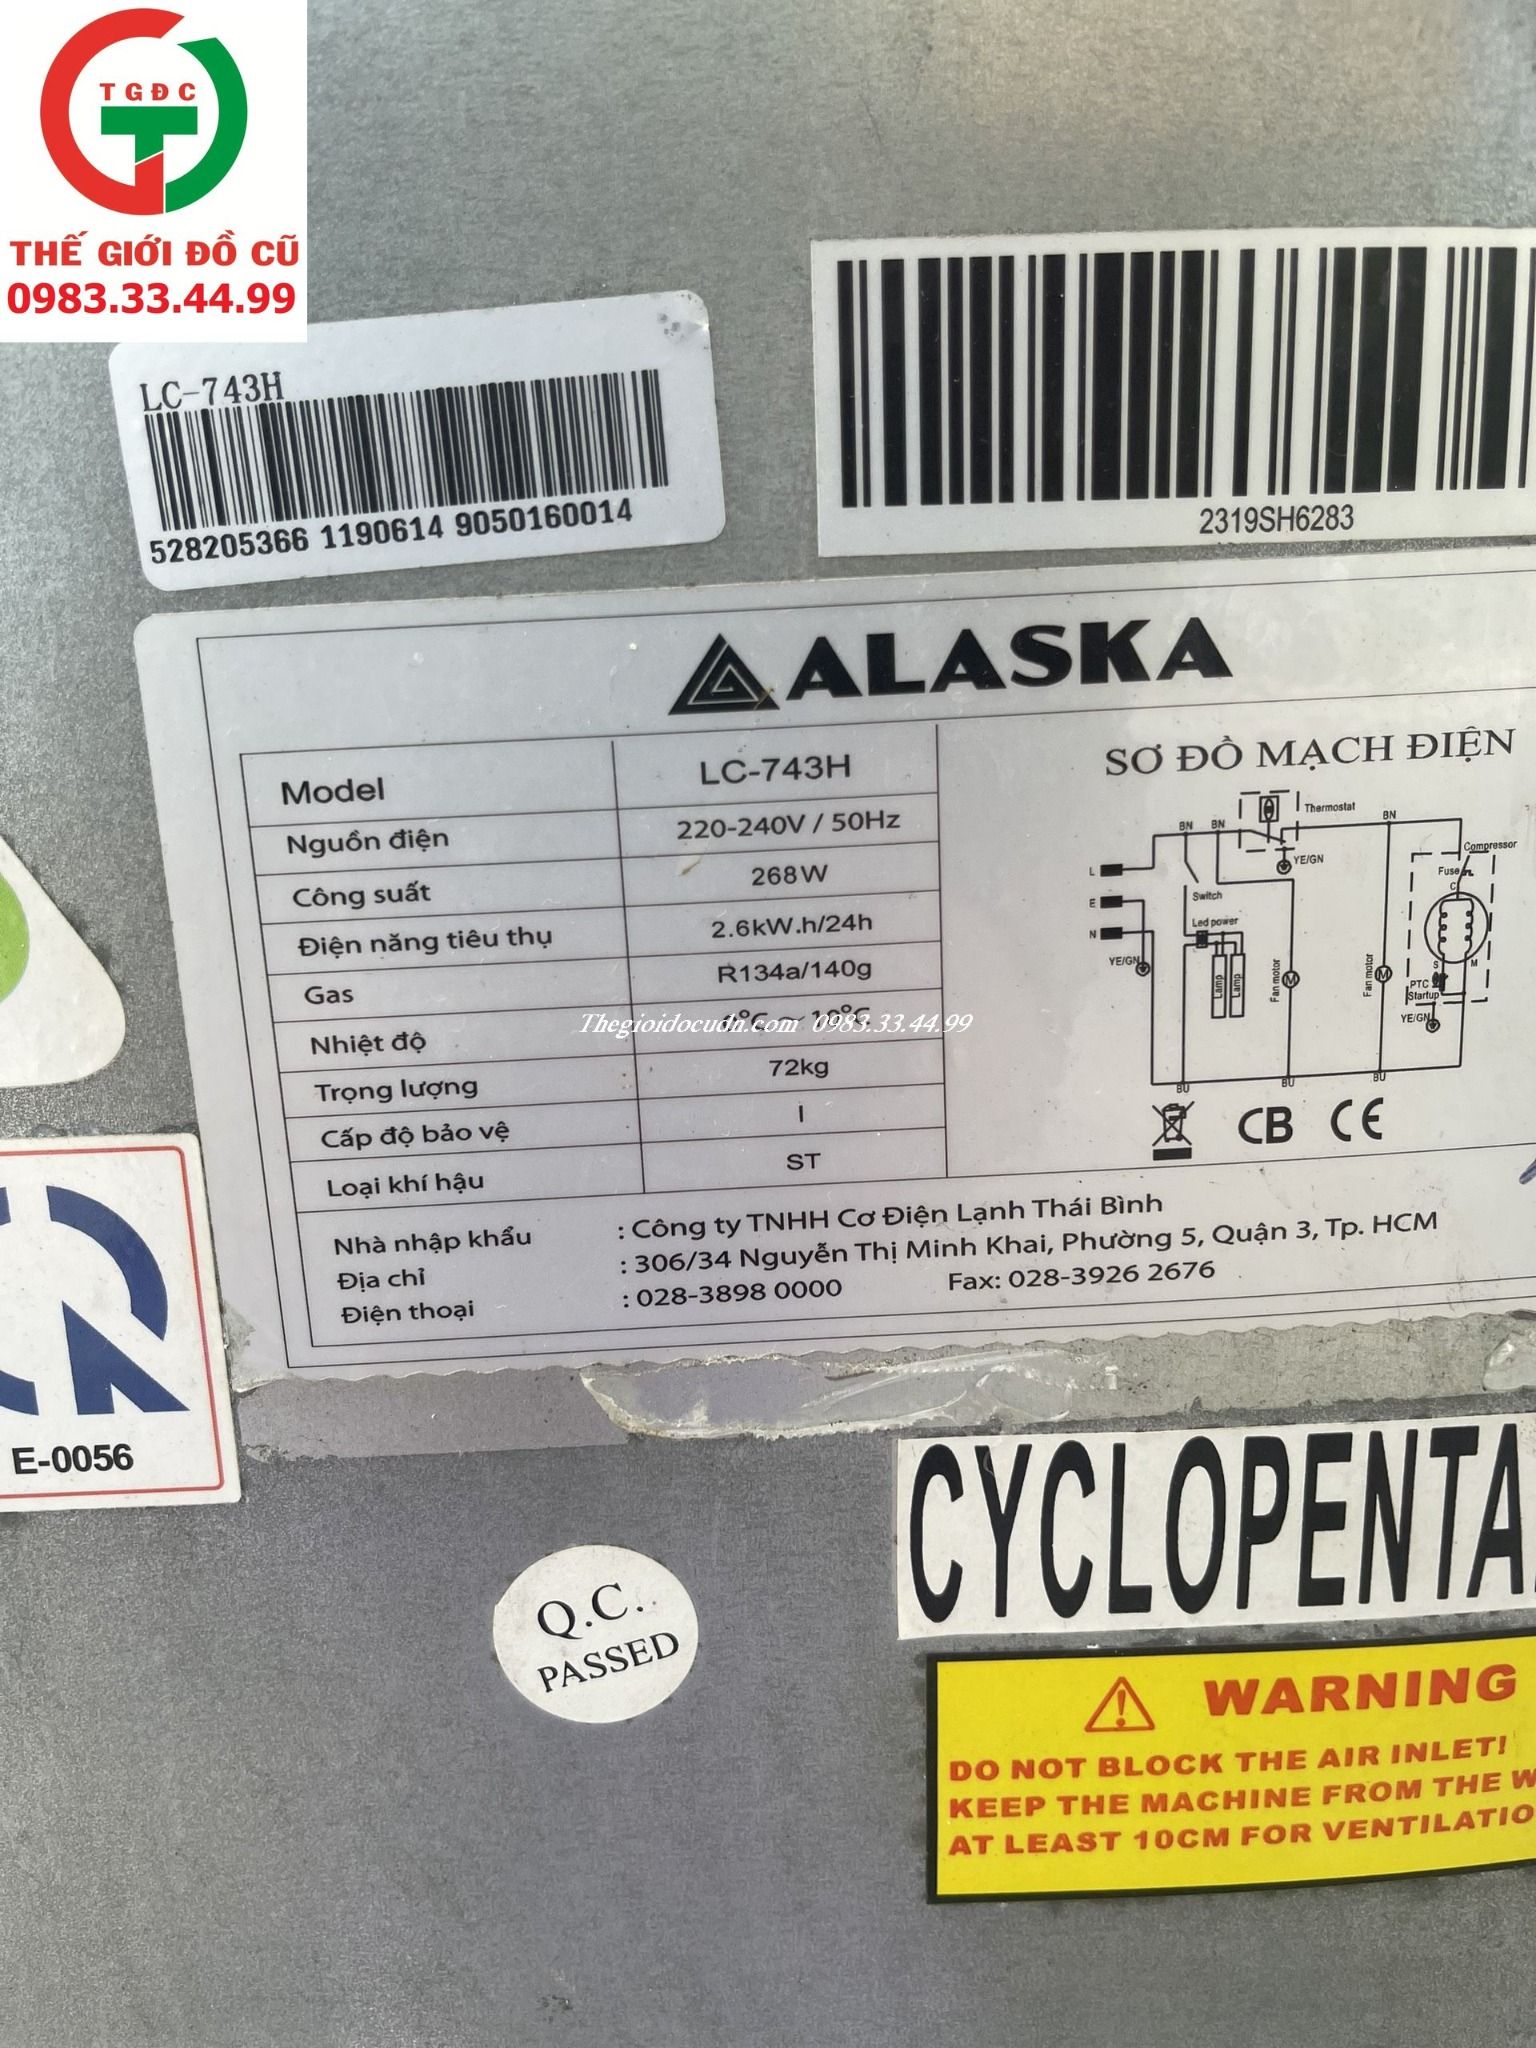 TGĐC
THẾ GIỚI ĐỒ CŨ
0983.33.44.99
LC-743H
528205366 1190614 9050160014
2319SH6283
ALASKA
Model LC-743H
Nguồn điện 220-240V / 50Hz
Công suất 268W
Điện năng tiêu thụ 2.6kW.h/24h
Gas R134a/140g
Nhiệt độ
Thegioidocudn.com 0983.33.44.99
Trọng lượng 72kg
Cấp độ bảo vệ I
Loại khí hậu ST
SƠ ĐỒ MẠCH ĐIỆN
Thermostat
BN BN BN
YE/GN
Compressor
Fuse
C
L
Switch
E
Led power
N
YE/GN
Lamp
Lamp
Fan motor
M
Fan motor
M
S M
PTC
Startup
YE/GN
BU BU BU
CB CE
Nhà nhập khẩu : Công ty TNHH Cơ Điện Lạnh Thái Bình
Địa chỉ : 306/34 Nguyễn Thị Minh Khai, Phường 5, Quận 3, Tp. HCM
Điện thoại : 028-3898 0000 Fax: 028-3926 2676
E-0056
CYCLOPENTA
Q.C.
PASSED
WARNING
DO NOT BLOCK THE AIR INLET!
KEEP THE MACHINE FROM THE W
AT LEAST 10CM FOR VENTILATIO